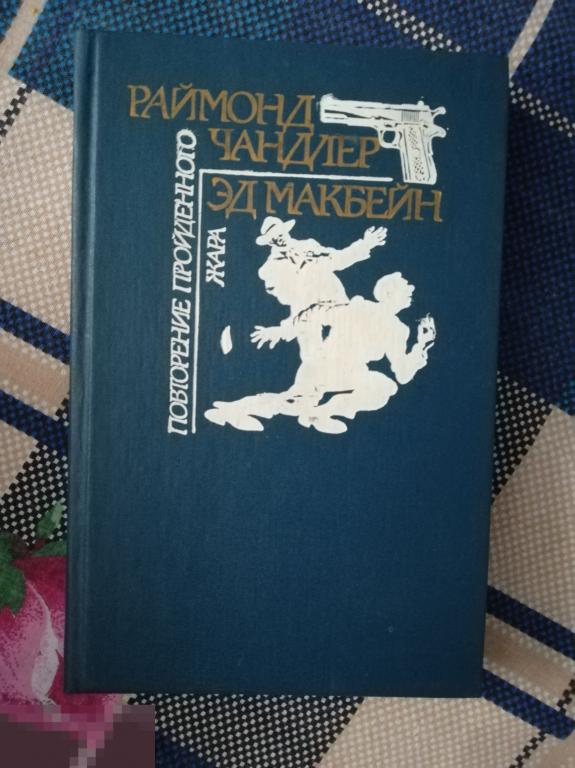 РАЙМОНД
ЧАНДЛЕР
ЭД МАКБЕЙН
ПОВТОРЕНИЕ ПРОЙДЕННОГО
ЖАРА